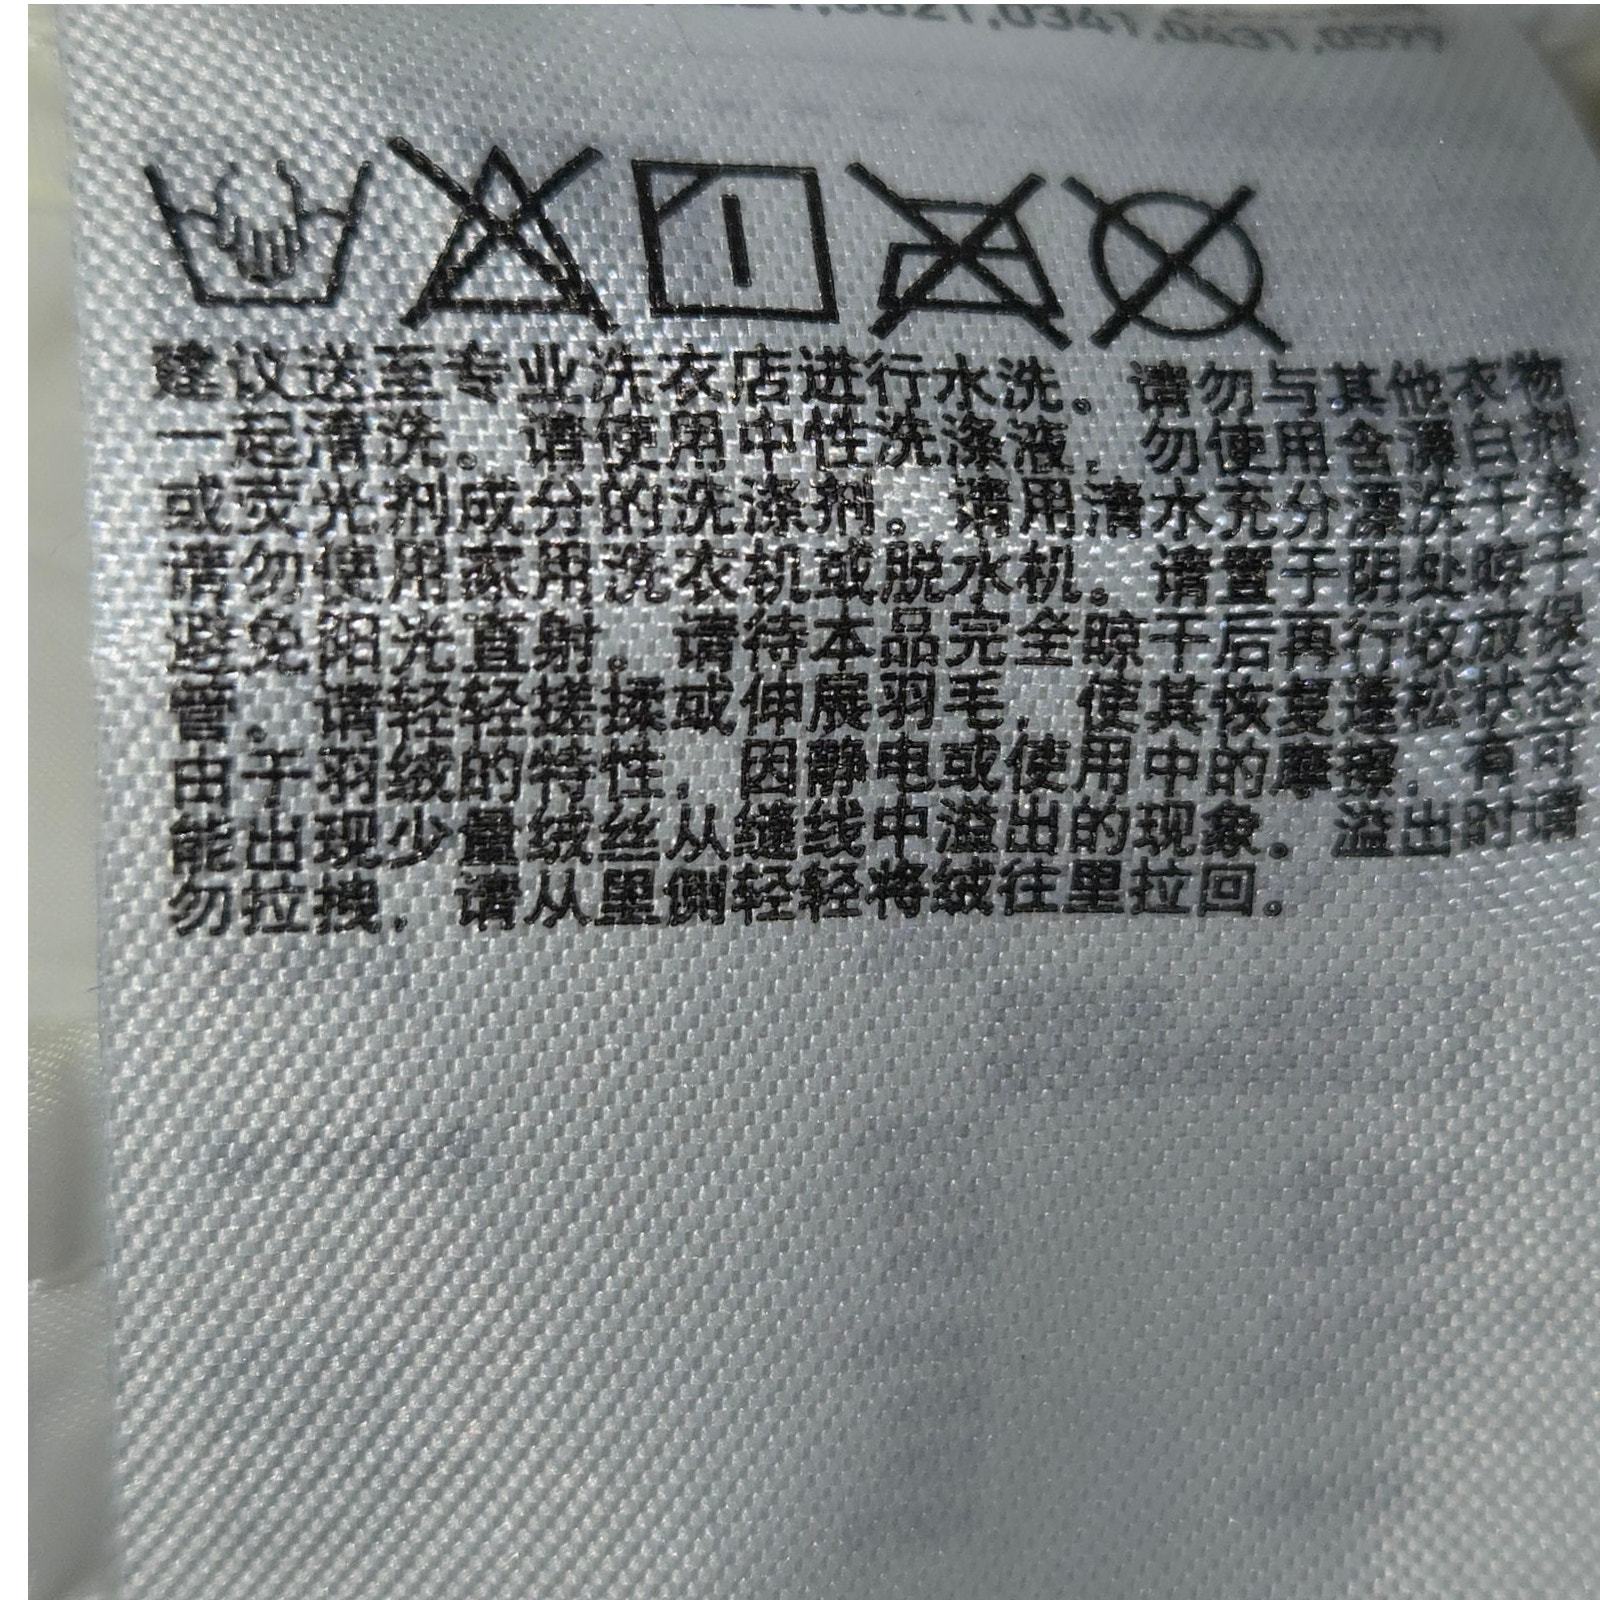 ,0341,0431,0599
建议送至专业洗衣店进行水洗。请勿与其他衣物
一起清洗。请使用中性洗涤液，勿使用含漂白剂
或荧光剂成分的洗涤剂。请用清水充分漂洗干净
请勿使用家用洗衣机或脱水机。请置于阴处晾干
避免阳光直射。请待本品完全晾干后再行收放保
管。请轻轻搓揉或伸展羽毛，使其恢复蓬松状态
由于羽绒的特性，因静电或使用中的摩擦，有可
能出现少量绒丝从缝线中溢出的现象。溢出时请
勿拉拽，请从里侧轻轻将绒往里拉回。